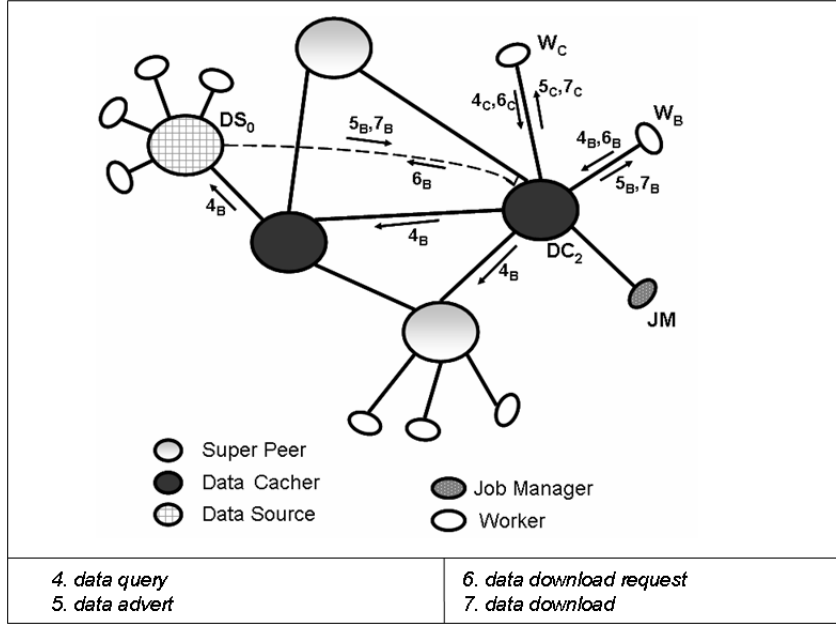 W_C
DS_0
W_B
5_C,7_C
4_C,6_C
5_B,7_B
4_B,6_B
6_B
5_B,7_B
4_B
4_B
DC_2
4_B
JM
Super Peer
Data Cacher
Job Manager
Data Source
Worker
4. data query
5. data advert
6. data download request
7. data download